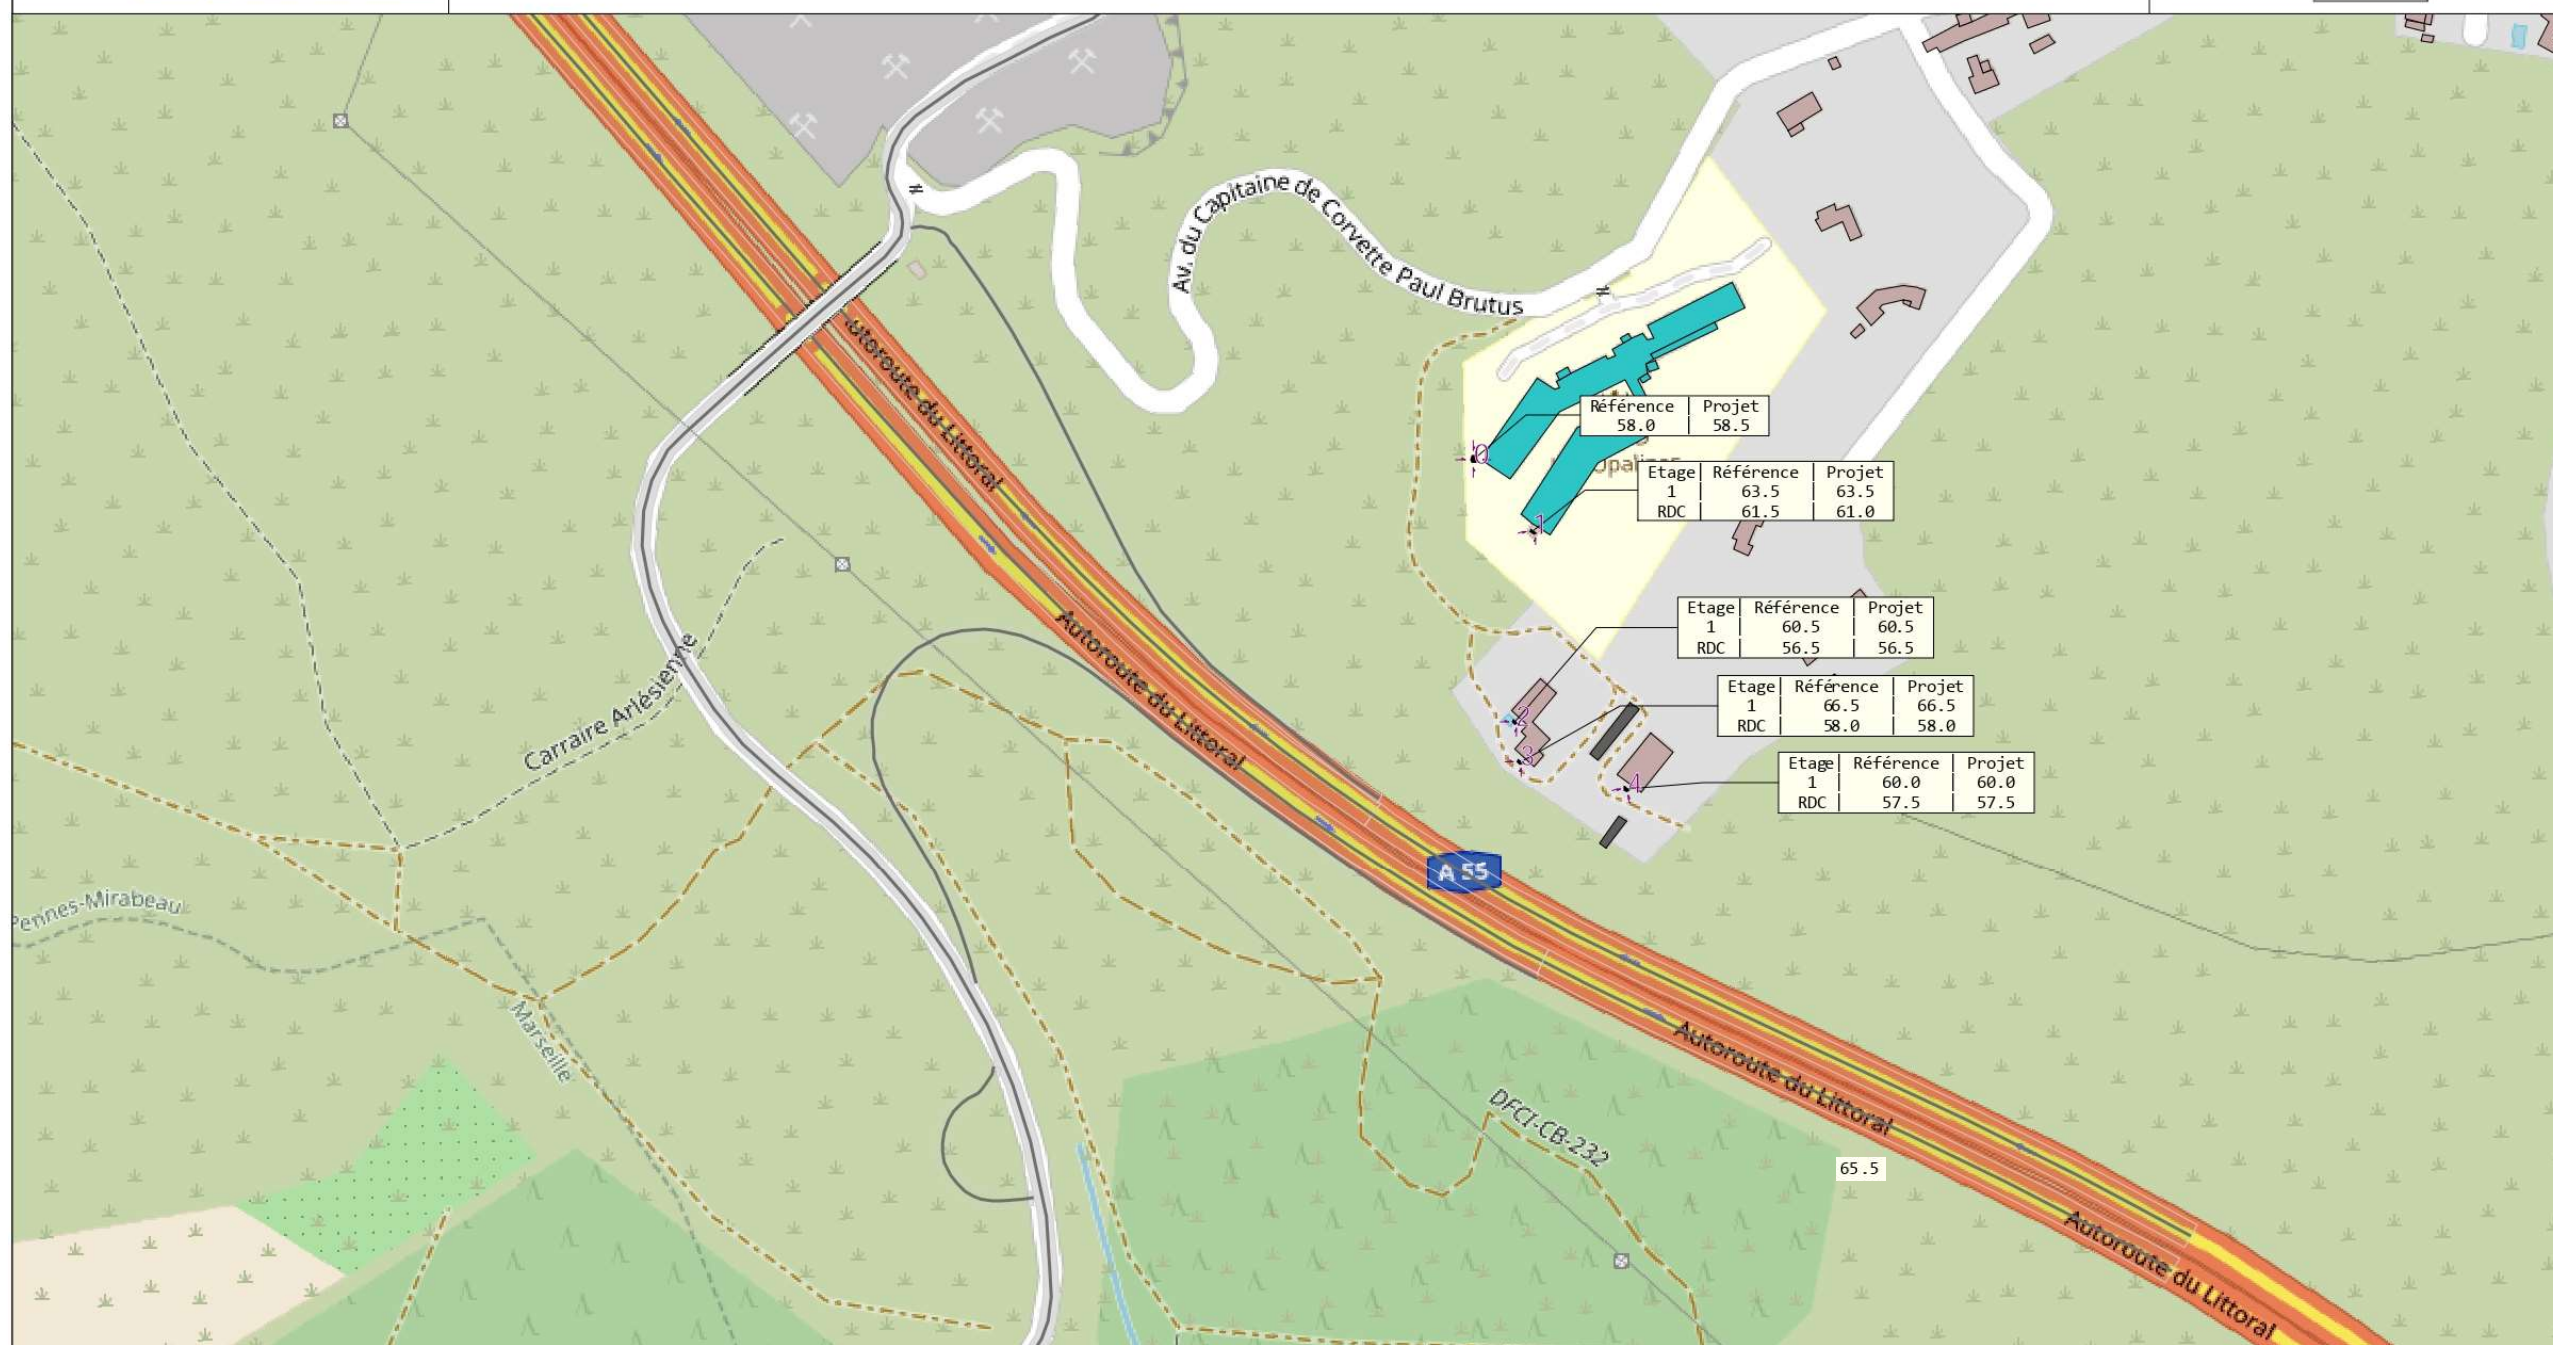 Av. du Capitaine de Corvette Paul Brutus
utoroute du Littoral
Référence | Projet
58.0 | 58.5
0
Opalines
Etage | Référence | Projet
1 | 63.5 | 63.5
RDC | 61.5 | 61.0
1
Etage | Référence | Projet
1 | 60.5 | 60.5
RDC | 56.5 | 56.5
Autoroute du Littoral
Carraire Arlésienne
Etage | Référence | Projet
1 | 66.5 | 66.5
RDC | 58.0 | 58.0
2
3
Etage | Référence | Projet
1 | 60.0 | 60.0
RDC | 57.5 | 57.5
4
A 55
Pennes-Mirabeau
Marseille
Autoroute du Littoral
DFCI-CB-232
65.5
Autoroute du Littoral